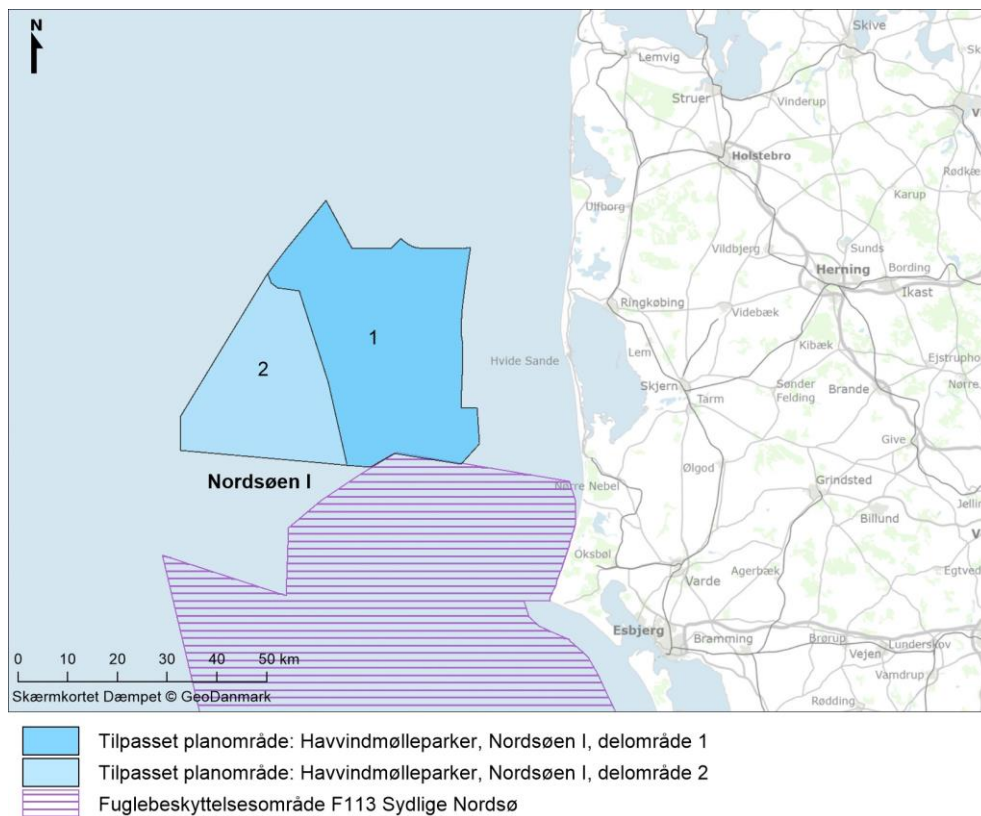 N
Skive
Lemvig
Struer
Vinderup
Holstebro
Ulfborg
Karup
Vildbjerg
Sunds
Herning
Bording
Ikast
Ringkøbing
Videbæk
Kibæk
Hvide Sande
Lem
Skjern
Sønder
Felding
Tarm
Brande
Nørre
Give
Ølgod
Nørre Nebel
Grindsted
Billund
Oksbøl
Varde
Agerbæk
Esbjerg
Bramming
Brørup
Vejen
Lunderskov
Vamdrup
Rødding
1
2
Nordsøen I
0 10 20 30 40 50 km
Skærmkortet Dæmpet © GeoDanmark
Tilpasset planområde: Havvindmølleparker, Nordsøen I, delområde 1
Tilpasset planområde: Havvindmølleparker, Nordsøen I, delområde 2
Fuglebeskyttelsesområde F113 Sydlige Nordsø